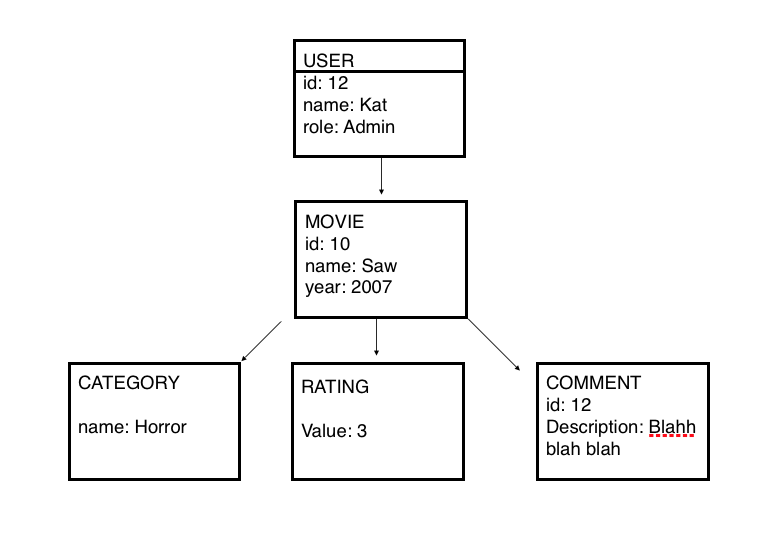 USER
id: 12
name: Kat
role: Admin
MOVIE
id: 10
name: Saw
year: 2007
CATEGORY
name: Horror
RATING
Value: 3
COMMENT
id: 12
Description: Blahh
blah blah